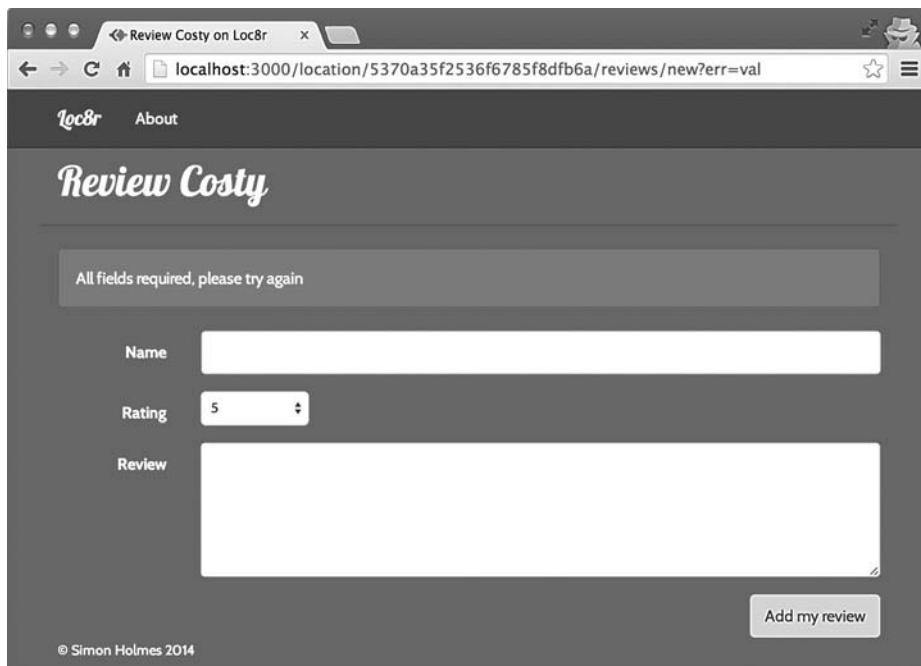 Review Costy on Loc8r
localhost:3000/location/5370a35f2536f6785f8dfb6a/reviews/new?err=val
Loc8r About
Review Costy
All fields required, please try again
Name
Rating 5
Review
Add my review
© Simon Holmes 2014